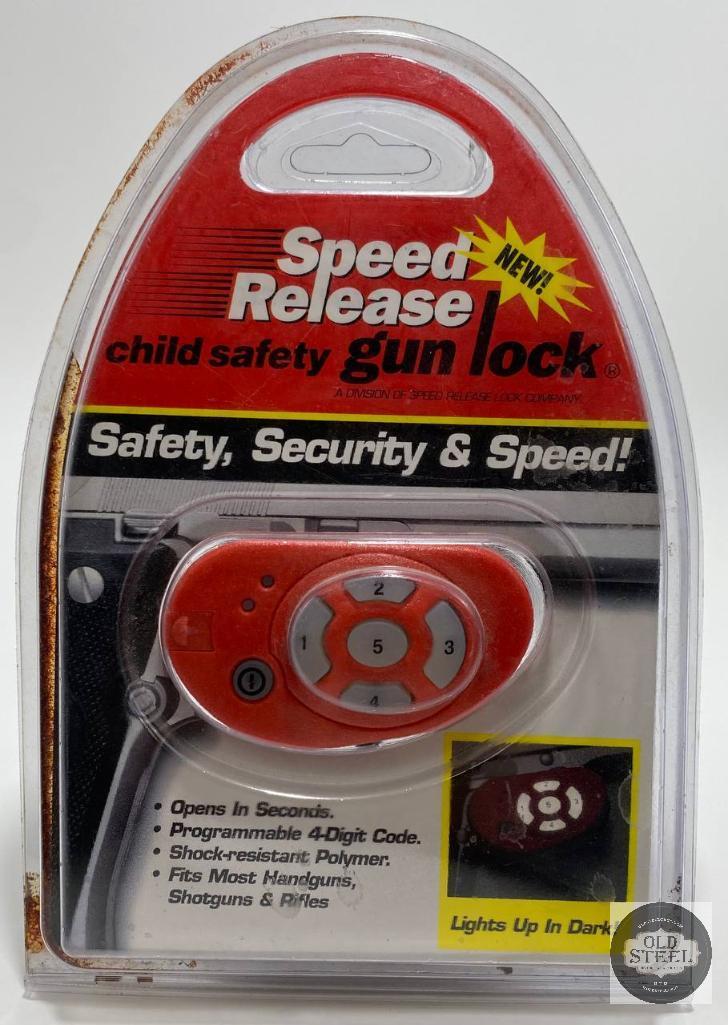 Speed
Release
NEW!
child safety gun lock®
A DIVISION OF SPEED RELEASE LOCK COMPANY.
Safety, Security & Speed!
2
1 5 3
4
• Opens In Seconds.
• Programmable 4-Digit Code.
• Shock-resistant Polymer.
• Fits Most Handguns,
Shotguns & Rifles
Lights Up In Dark!
OLD
STEEL